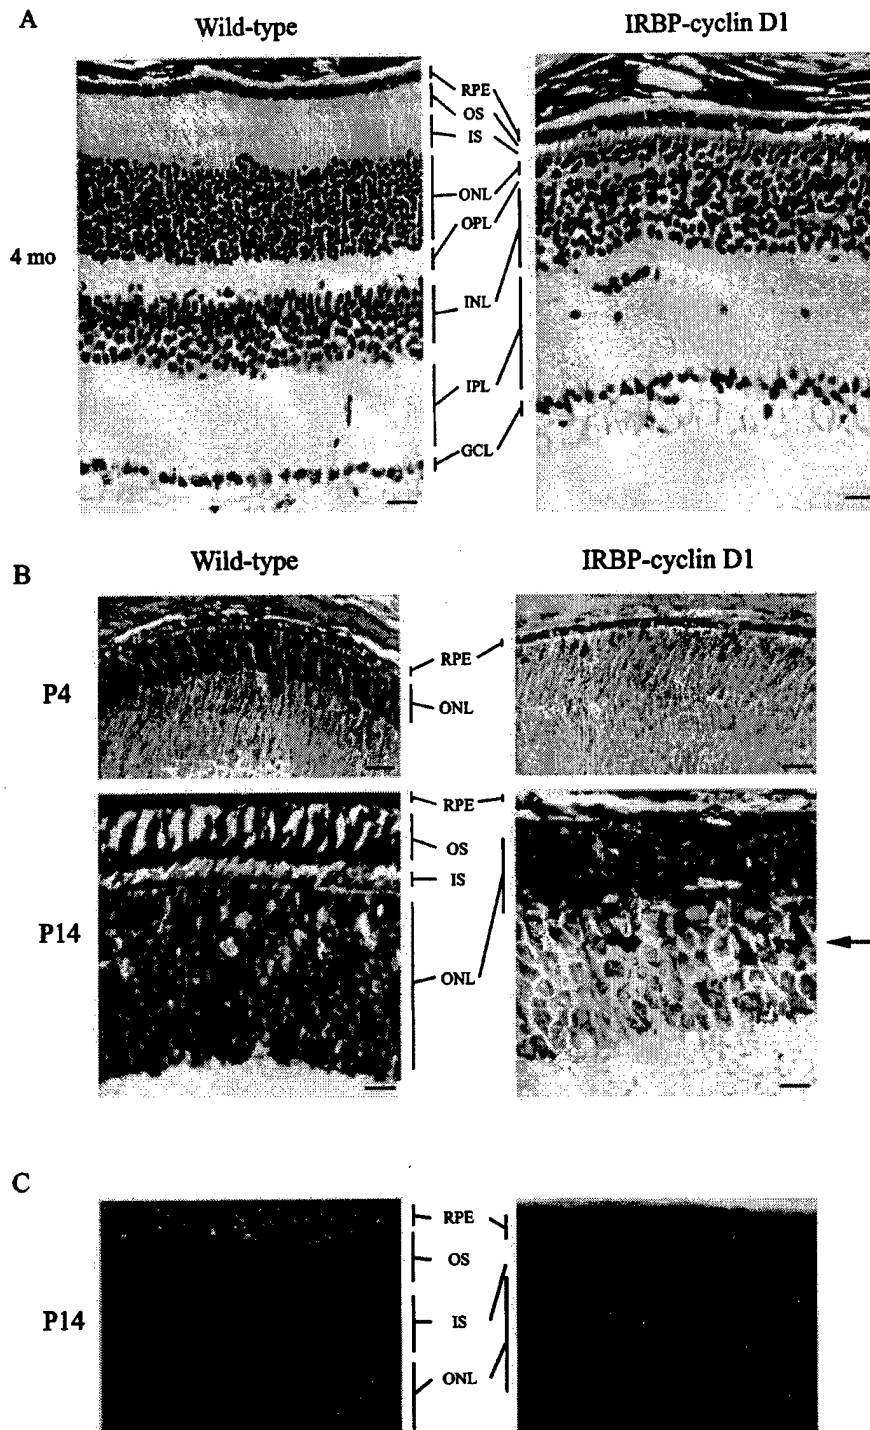 A
Wild-type
IRBP-cyclin D1
RPE
OS
IS
ONL
OPL
4 mo
INL
IPL
GCL
B
Wild-type
IRBP-cyclin D1
P4
RPE
ONL
RPE
OS
IS
P14
ONL
C
RPE
OS
P14
IS
ONL